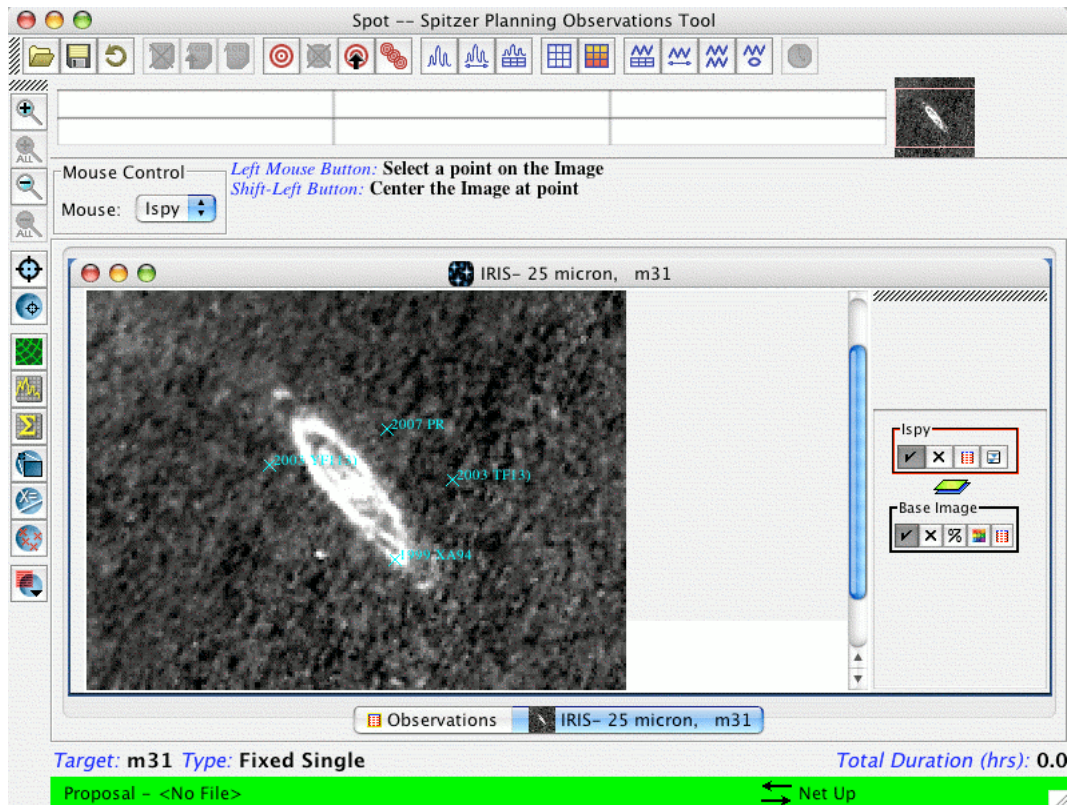 Spot -- Spitzer Planning Observations Tool
ALL
ALL
Mouse Control
Mouse: Ispy
Left Mouse Button: Select a point on the Image
Shift-Left Button: Center the Image at point
IRIS- 25 micron, m31
2007 PR
2003 TF13)
1999 XA94
Ispy
Base Image
Observations
IRIS- 25 micron, m31
Target: m31 Type: Fixed Single
Total Duration (hrs): 0.0
Proposal - <No File>
Net Up